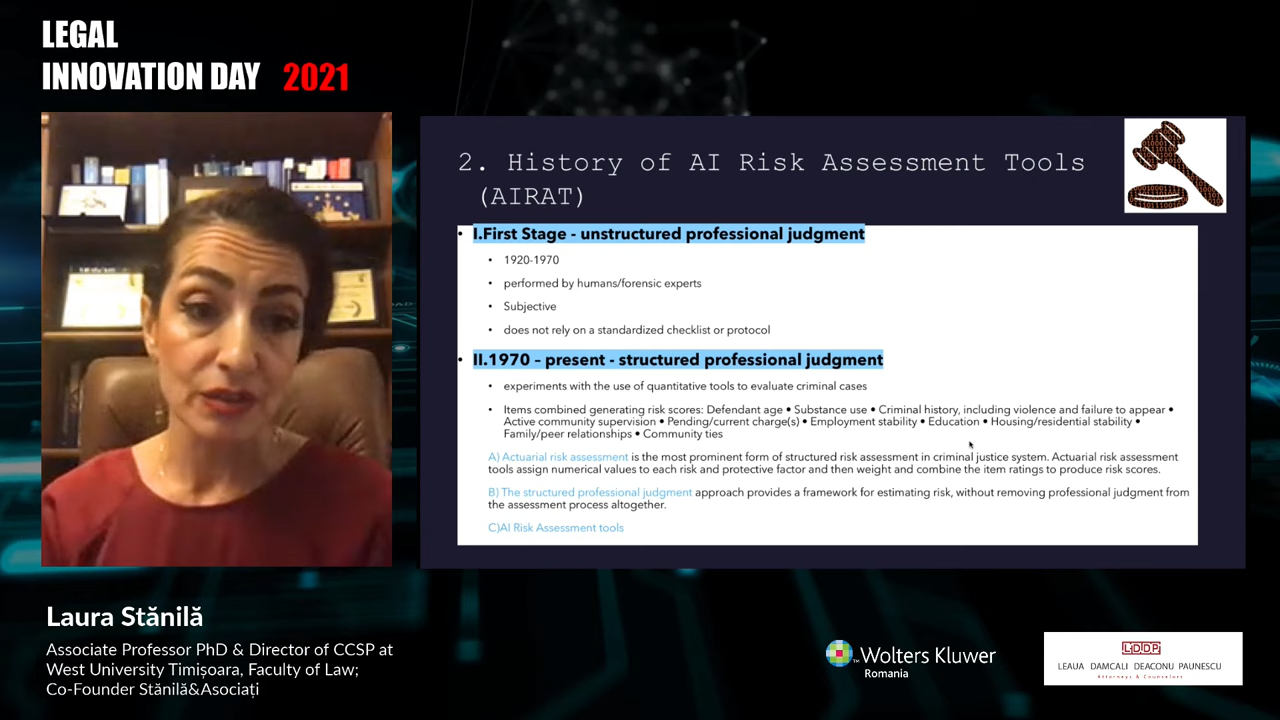 LEGAL
INNOVATION DAY 2021
2. History of AI Risk Assessment Tools
(AIRAT)
• I.First Stage - unstructured professional judgment
• 1920-1970
• performed by humans/forensic experts
• Subjective
• does not rely on a standardized checklist or protocol
• II.1970 – present - structured professional judgment
• experiments with the use of quantitative tools to evaluate criminal cases
• Items combined generating risk scores: Defendant age • Substance use • Criminal history, including violence and failure to appear •
Active community supervision • Pending/current charge(s) • Employment stability • Education • Housing/residential stability •
Family/peer relationships • Community ties
A) Actuarial risk assessment is the most prominent form of structured risk assessment in criminal justice system. Actuarial risk assessment
tools assign numerical values to each risk and protective factor and then weight and combine the item ratings to produce risk scores.
B) The structured professional judgment approach provides a framework for estimating risk, without removing professional judgment from
the assessment process altogether.
C)AI Risk Assessment tools
Laura Stănilă
Associate Professor PhD & Director of CCSP at
West University Timișoara, Faculty of Law;
Co-Founder Stănilă&Asociați
Wolters Kluwer
Romania
LDDP
LEAUA DAMCALI DEACONU PAUNESCU
Attorneys & Counselors